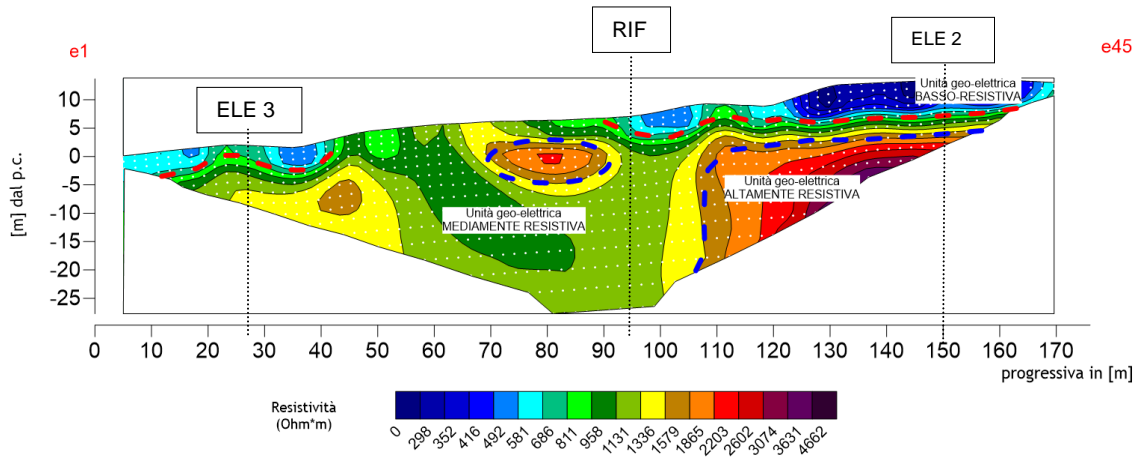 RIF
ELE 2
e1
e45
ELE 3
Unità geo-elettrica
BASSO-RESISTIVA
Unità geo-elettrica
ALTAMENTE RESISTIVA
Unità geo-elettrica
MEDIAMENTE RESISTIVA
[m] dal p.c.
10
5
0
-5
-10
-15
-20
-25
0 10 20 30 40 50 60 70 80 90 100 110 120 130 140 150 160 170
progressiva in [m]
Resistività
(Ohm*m)
0 298 352 416 492 581 686 811 958 1131 1336 1579 1865 2203 2602 3074 3631 4662